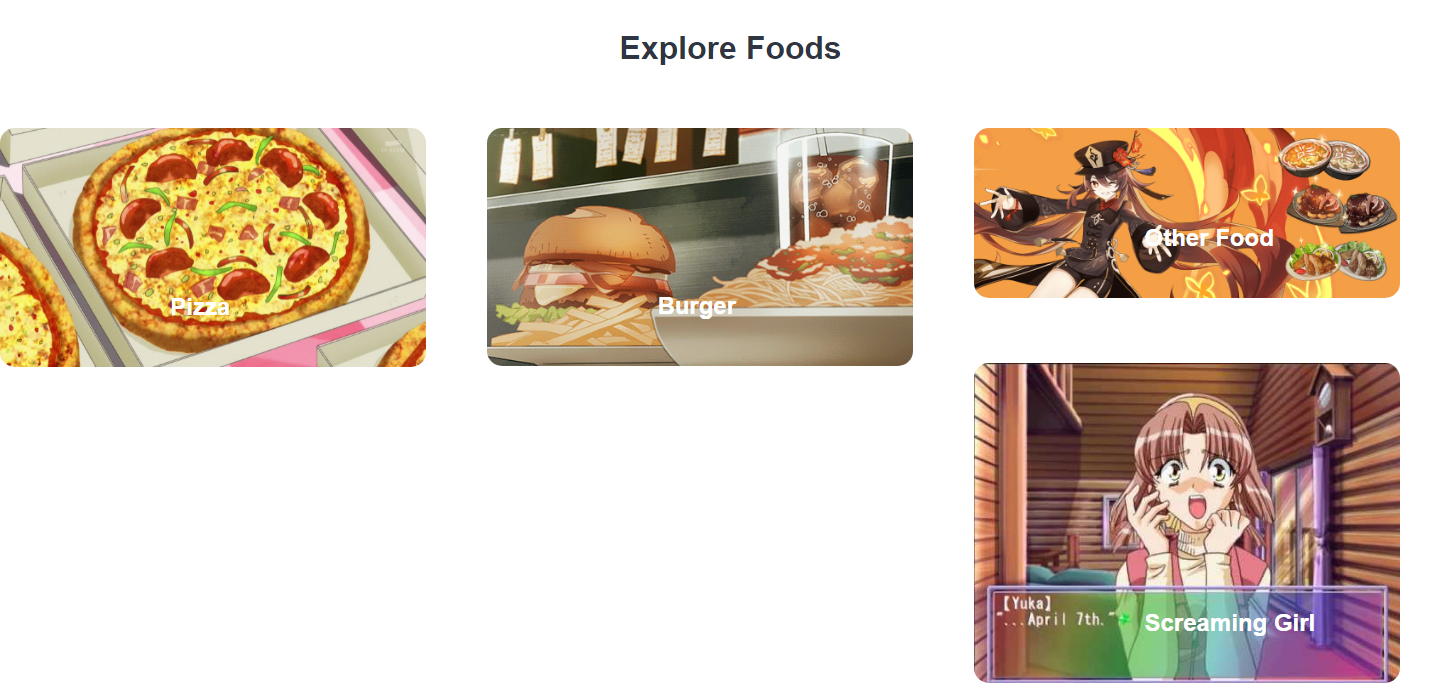 Explore Foods
Pizza
Burger
Other Food
【Yuka】
"...April 7th."
Screaming Girl